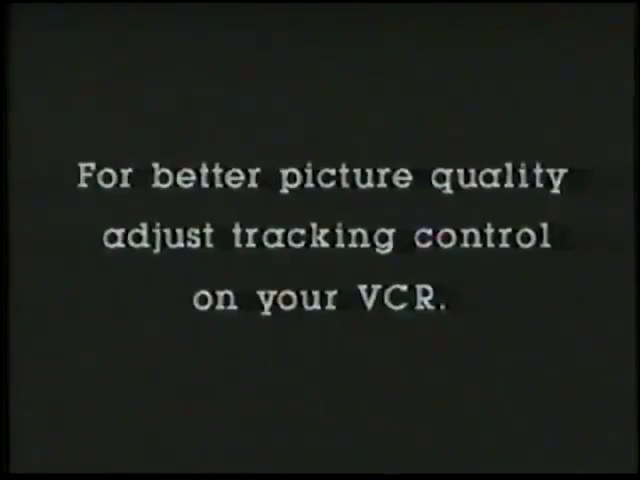 For better picture quality
adjust tracking control
on your VCR.